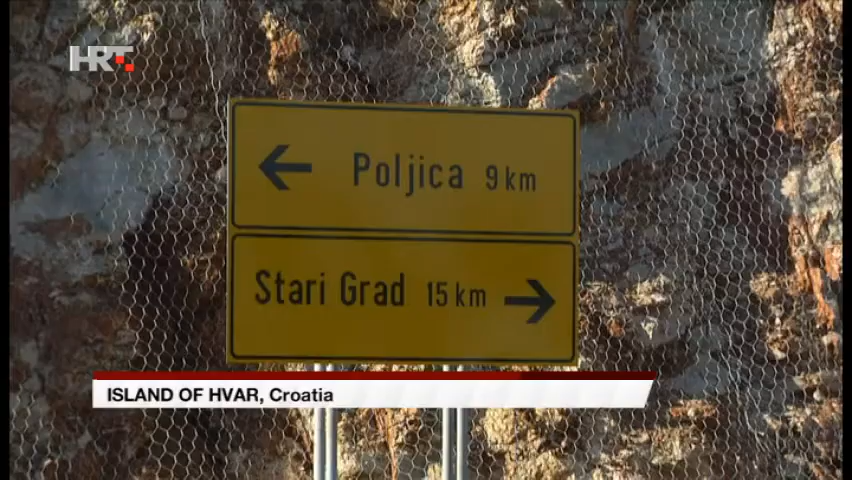 HRT
← Poljica 9 km
Stari Grad 15 km →
ISLAND OF HVAR, Croatia